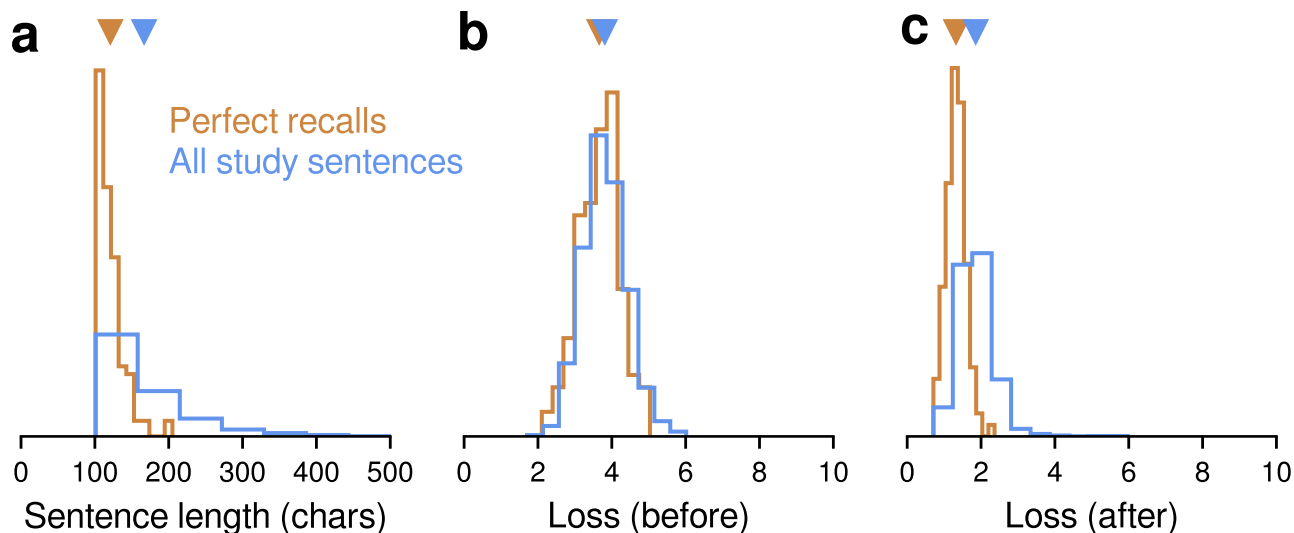 a
b
c
Perfect recalls
All study sentences
0 100 200 300 400 500
0 2 4 6 8 10
0 2 4 6 8 10
Sentence length (chars)
Loss (before)
Loss (after)